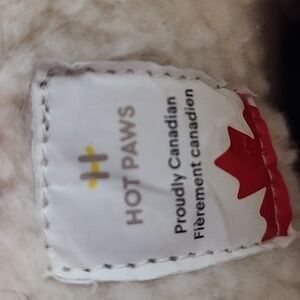 HOT PAWS
Proudly Canadian
Fièrement canadien